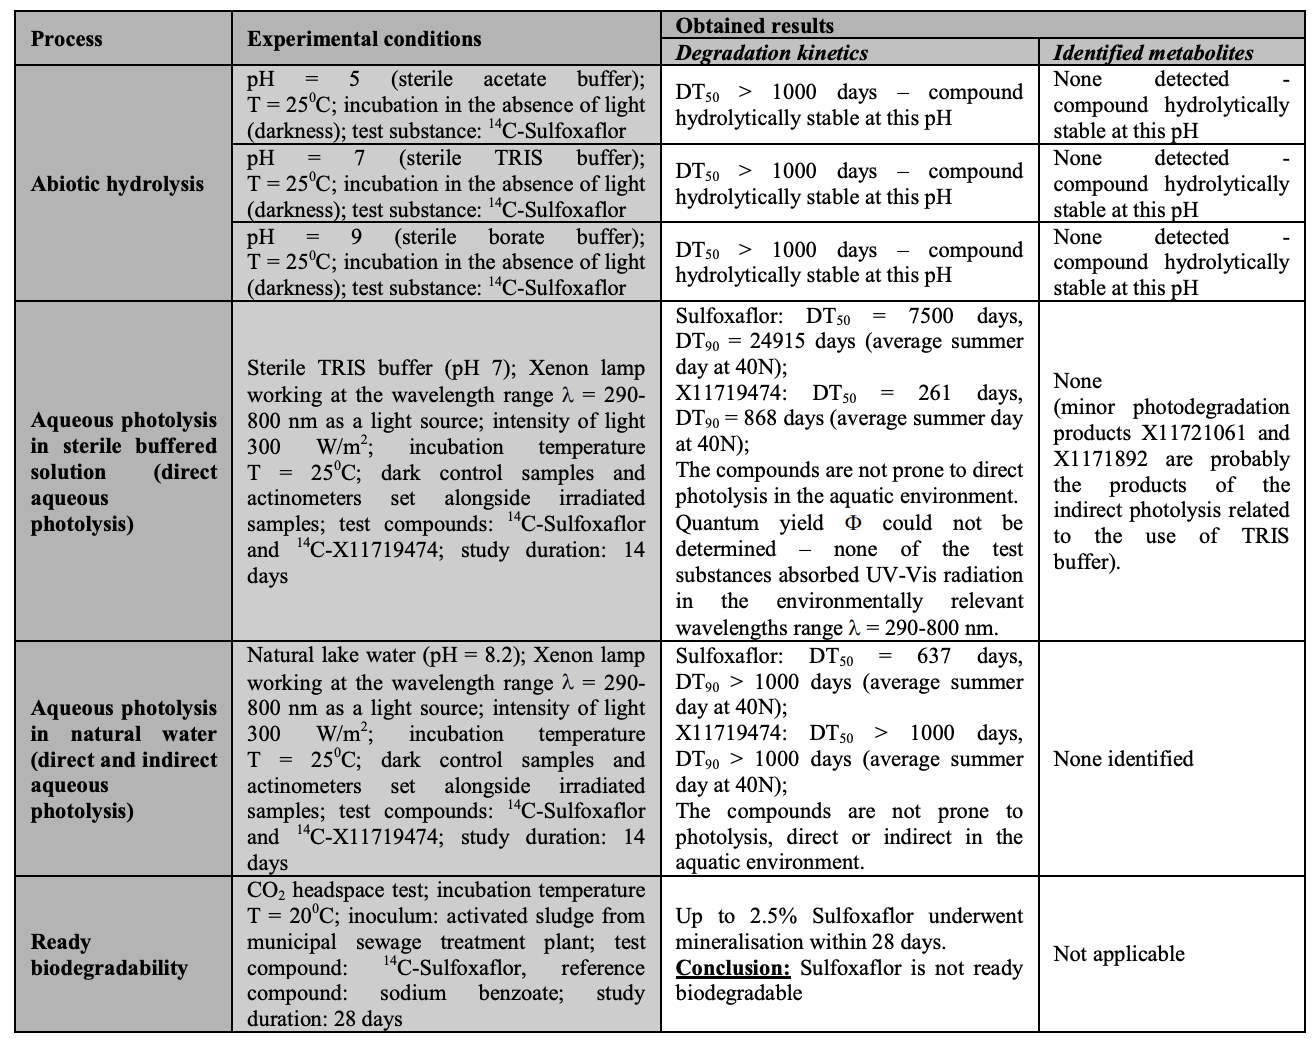 Process
Experimental conditions
Obtained results
Degradation kinetics
Identified metabolites
Abiotic hydrolysis
pH = 5 (sterile acetate buffer);
T = 25⁰C; incubation in the absence of light
(darkness); test substance: ¹⁴C-Sulfoxaflor
DT₅₀ > 1000 days – compound
hydrolytically stable at this pH
None detected -
compound hydrolytically
stable at this pH
pH = 7 (sterile TRIS buffer);
T = 25⁰C; incubation in the absence of light
(darkness); test substance: ¹⁴C-Sulfoxaflor
DT₅₀ > 1000 days – compound
hydrolytically stable at this pH
None detected -
compound hydrolytically
stable at this pH
pH = 9 (sterile borate buffer);
T = 25⁰C; incubation in the absence of light
(darkness); test substance: ¹⁴C-Sulfoxaflor
DT₅₀ > 1000 days – compound
hydrolytically stable at this pH
None detected -
compound hydrolytically
stable at this pH
Aqueous photolysis
in sterile buffered
solution (direct
aqueous
photolysis)
Sterile TRIS buffer (pH 7); Xenon lamp
working at the wavelength range λ = 290-
800 nm as a light source; intensity of light
300 W/m²; incubation temperature
T = 25⁰C; dark control samples and
actinometers set alongside irradiated
samples; test compounds: ¹⁴C-Sulfoxaflor
and ¹⁴C-X11719474; study duration: 14
days
Sulfoxaflor: DT₅₀ = 7500 days,
DT₉₀ = 24915 days (average summer
day at 40N);
X11719474: DT₅₀ = 261 days,
DT₉₀ = 868 days (average summer day
at 40N);
The compounds are not prone to direct
photolysis in the aquatic environment.
Quantum yield Φ could not be
determined – none of the test
substances absorbed UV-Vis radiation
in the environmentally relevant
wavelengths range λ = 290-800 nm.
None
(minor photodegradation
products X11721061 and
X1171892 are probably
the products of the
indirect photolysis related
to the use of TRIS
buffer).
Aqueous photolysis
in natural water
(direct and indirect
aqueous
photolysis)
Natural lake water (pH = 8.2); Xenon lamp
working at the wavelength range λ = 290-
800 nm as a light source; intensity of light
300 W/m²; incubation temperature
T = 25⁰C; dark control samples and
actinometers set alongside irradiated
samples; test compounds: ¹⁴C-Sulfoxaflor
and ¹⁴C-X11719474; study duration: 14
days
Sulfoxaflor: DT₅₀ = 637 days,
DT₉₀ > 1000 days (average summer
day at 40N);
X11719474: DT₅₀ > 1000 days,
DT₉₀ > 1000 days (average summer
day at 40N);
The compounds are not prone to
photolysis, direct or indirect in the
aquatic environment.
None identified
Ready
biodegradability
CO₂ headspace test; incubation temperature
T = 20⁰C; inoculum: activated sludge from
municipal sewage treatment plant; test
compound: ¹⁴C-Sulfoxaflor, reference
compound: sodium benzoate; study
duration: 28 days
Up to 2.5% Sulfoxaflor underwent
mineralisation within 28 days.
Conclusion: Sulfoxaflor is not ready
biodegradable
Not applicable